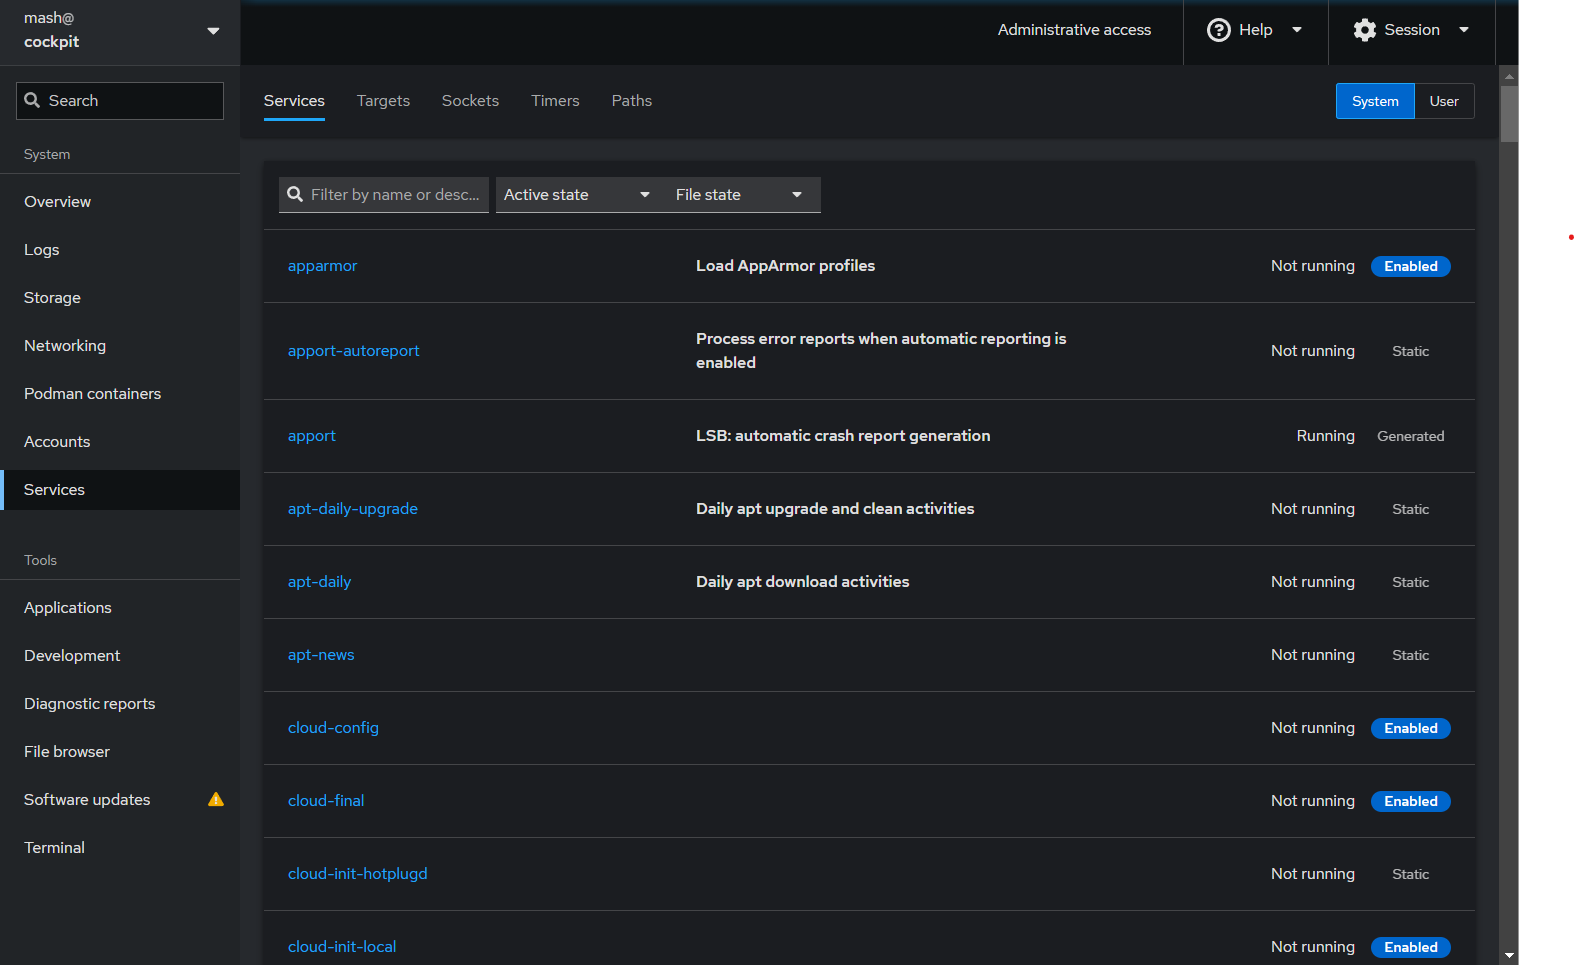 mash@
cockpit
Administrative access
Help
Session
Search
System
Overview
Logs
Storage
Networking
Podman containers
Accounts
Services
Tools
Applications
Development
Diagnostic reports
File browser
Software updates
Terminal
Services Targets Sockets Timers Paths
System User
Filter by name or desc...
Active state
File state
apparmor Load AppArmor profiles Not running Enabled
apport-autoreport Process error reports when automatic reporting is
enabled Not running Static
apport LSB: automatic crash report generation Running Generated
apt-daily-upgrade Daily apt upgrade and clean activities Not running Static
apt-daily Daily apt download activities Not running Static
apt-news Not running Static
cloud-config Not running Enabled
cloud-final Not running Enabled
cloud-init-hotplugd Not running Static
cloud-init-local Not running Enabled